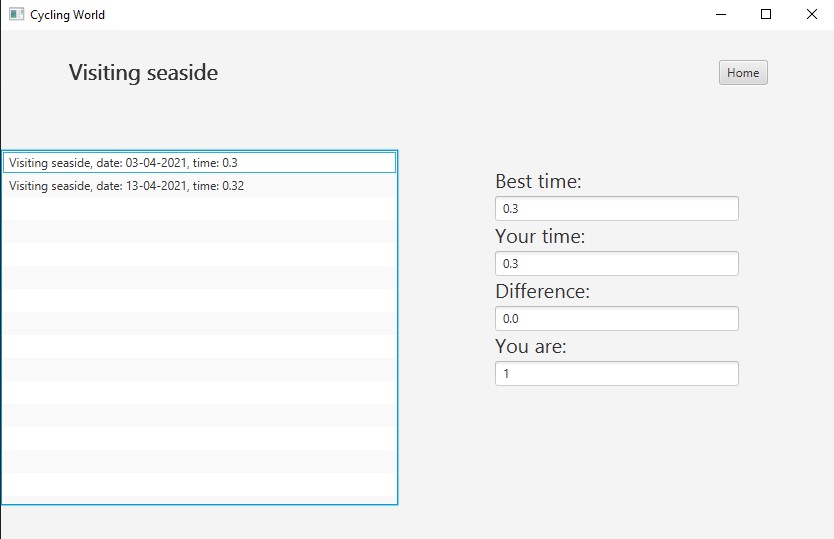 Cycling World
Visiting seaside
Home
Visiting seaside, date: 03-04-2021, time: 0.3
Visiting seaside, date: 13-04-2021, time: 0.32
Best time:
0.3
Your time:
0.3
Difference:
0.0
You are:
1